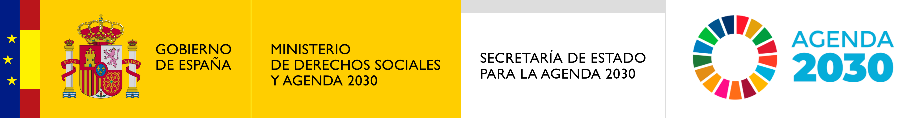 GOBIERNO
DE ESPAÑA
MINISTERIO
DE DERECHOS SOCIALES
Y AGENDA 2030
SECRETARÍA DE ESTADO
PARA LA AGENDA 2030
AGENDA
2030